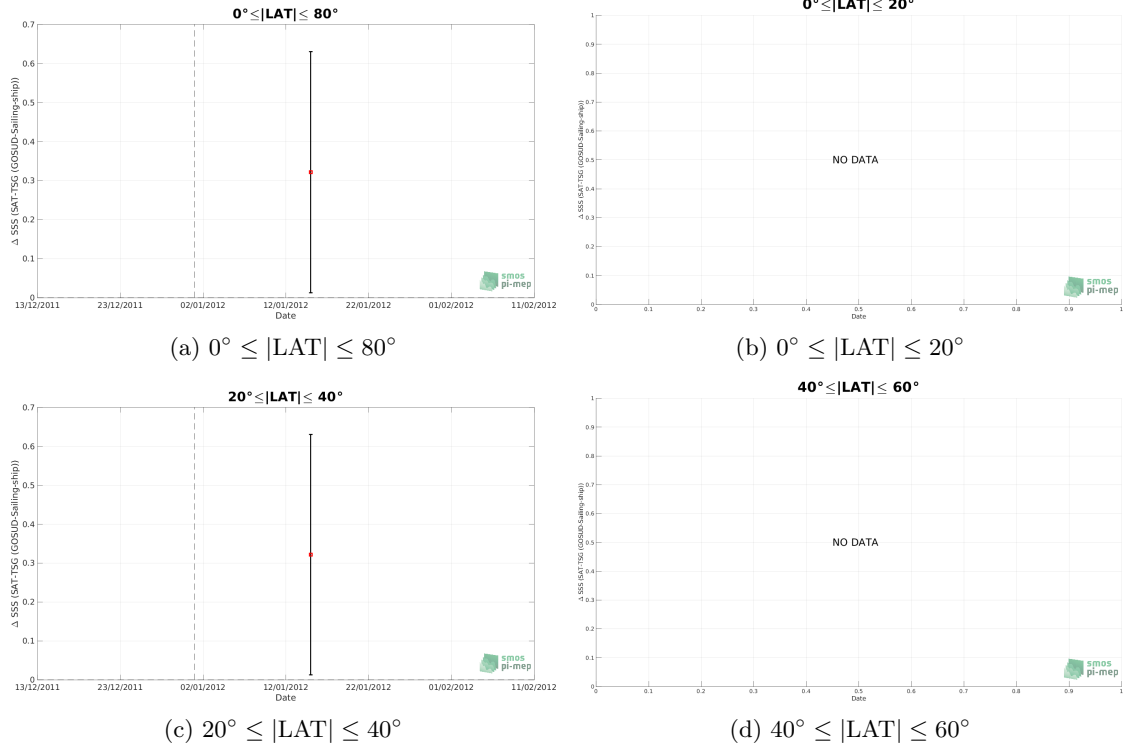 0°≤|LAT|≤ 80°
0.7
0.6
0.5
0.4
0.3
0.2
0.1
0
Δ SSS (SAT-TSG (GOSUD-Sailing-ship))
13/12/2011 23/12/2011 02/01/2012 12/01/2012 22/01/2012 01/02/2012 11/02/2012
Date
smos
pi-mep
(a) 0° ≤ |LAT| ≤ 80°
0°≤|LAT|≤ 20°
1
0.9
0.8
0.7
0.6
0.5
0.4
0.3
0.2
0.1
0
Δ SSS (SAT-TSG (GOSUD-Sailing-ship))
NO DATA
0 0.1 0.2 0.3 0.4 0.5 0.6 0.7 0.8 0.9 1
Date
smos
pi-mep
(b) 0° ≤ |LAT| ≤ 20°
20°≤|LAT|≤ 40°
0.7
0.6
0.5
0.4
0.3
0.2
0.1
0
Δ SSS (SAT-TSG (GOSUD-Sailing-ship))
13/12/2011 23/12/2011 02/01/2012 12/01/2012 22/01/2012 01/02/2012 11/02/2012
Date
smos
pi-mep
(c) 20° ≤ |LAT| ≤ 40°
40°≤|LAT|≤ 60°
1
0.9
0.8
0.7
0.6
0.5
0.4
0.3
0.2
0.1
0
Δ SSS (SAT-TSG (GOSUD-Sailing-ship))
NO DATA
0 0.1 0.2 0.3 0.4 0.5 0.6 0.7 0.8 0.9 1
Date
smos
pi-mep
(d) 40° ≤ |LAT| ≤ 60°